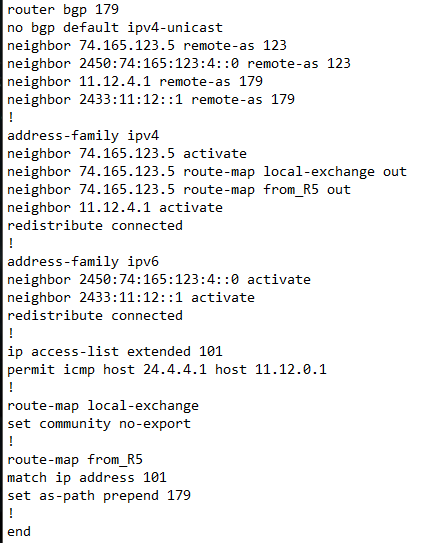 router bgp 179
no bgp default ipv4-unicast
neighbor 74.165.123.5 remote-as 123
neighbor 2450:74:165:123:4::0 remote-as 123
neighbor 11.12.4.1 remote-as 179
neighbor 2433:11:12::1 remote-as 179
!
address-family ipv4
neighbor 74.165.123.5 activate
neighbor 74.165.123.5 route-map local-exchange out
neighbor 74.165.123.5 route-map from_R5 out
neighbor 11.12.4.1 activate
redistribute connected
!
address-family ipv6
neighbor 2450:74:165:123:4::0 activate
neighbor 2433:11:12::1 activate
redistribute connected
!
ip access-list extended 101
permit icmp host 24.4.4.1 host 11.12.0.1
!
route-map local-exchange
set community no-export
!
route-map from_R5
match ip address 101
set as-path prepend 179
!
end